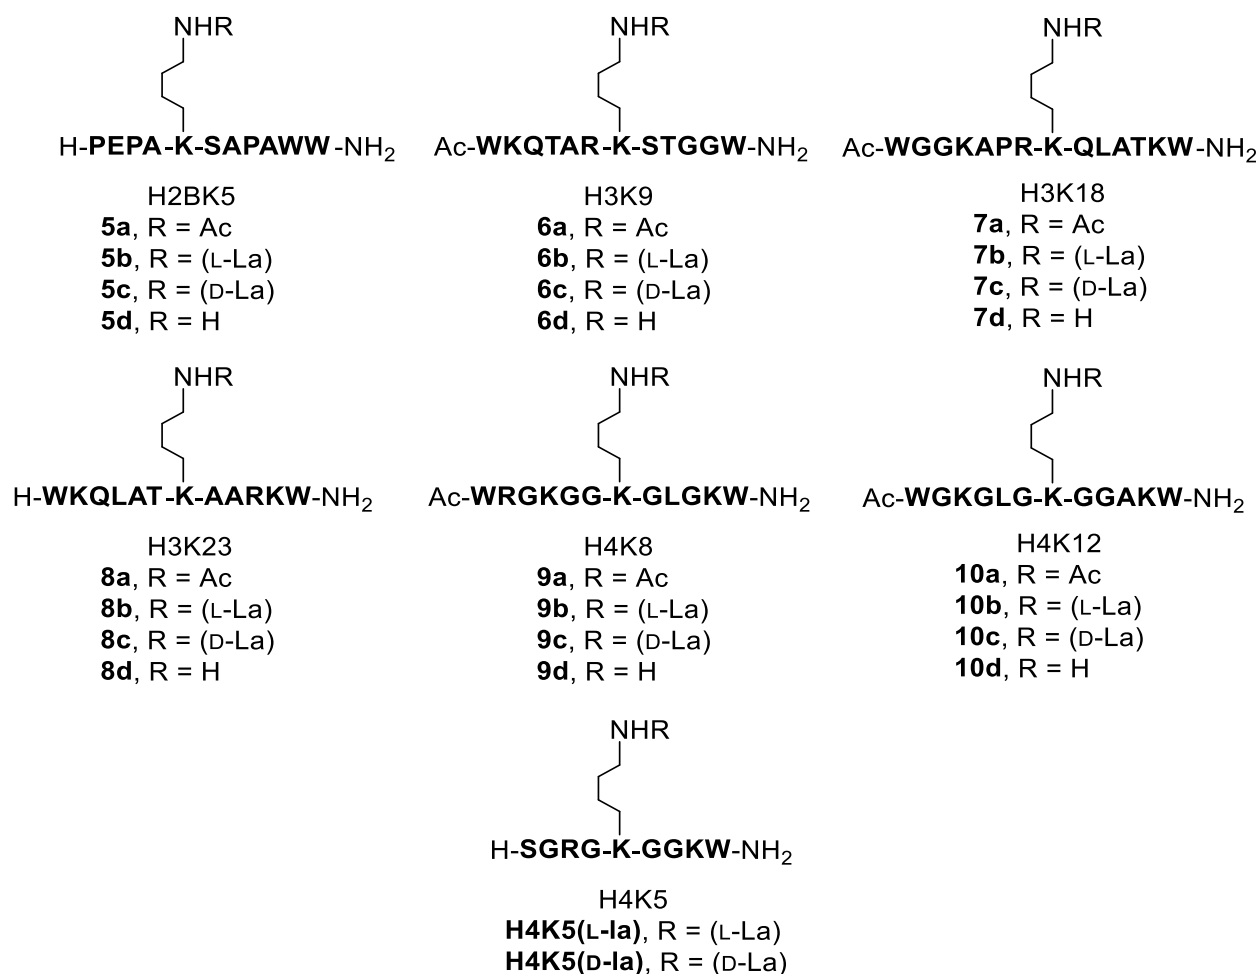 NHR
H-PEPA-K-SAPAWW-NH2
H2BK5
5a, R = Ac
5b, R = (L-La)
5c, R = (D-La)
5d, R = H
NHR
Ac-WKQTAR-K-STGGW-NH2
H3K9
6a, R = Ac
6b, R = (L-La)
6c, R = (D-La)
6d, R = H
NHR
Ac-WGGKAPR-K-QLATKW-NH2
H3K18
7a, R = Ac
7b, R = (L-La)
7c, R = (D-La)
7d, R = H
NHR
H-WKQLAT-K-AARKW-NH2
H3K23
8a, R = Ac
8b, R = (L-La)
8c, R = (D-La)
8d, R = H
NHR
Ac-WRGKGG-K-GLGKW-NH2
H4K8
9a, R = Ac
9b, R = (L-La)
9c, R = (D-La)
9d, R = H
NHR
Ac-WGKGLG-K-GGAKW-NH2
H4K12
10a, R = Ac
10b, R = (L-La)
10c, R = (D-La)
10d, R = H
NHR
H-SGRG-K-GGKW-NH2
H4K5
H4K5(L-la), R = (L-La)
H4K5(D-la), R = (D-La)